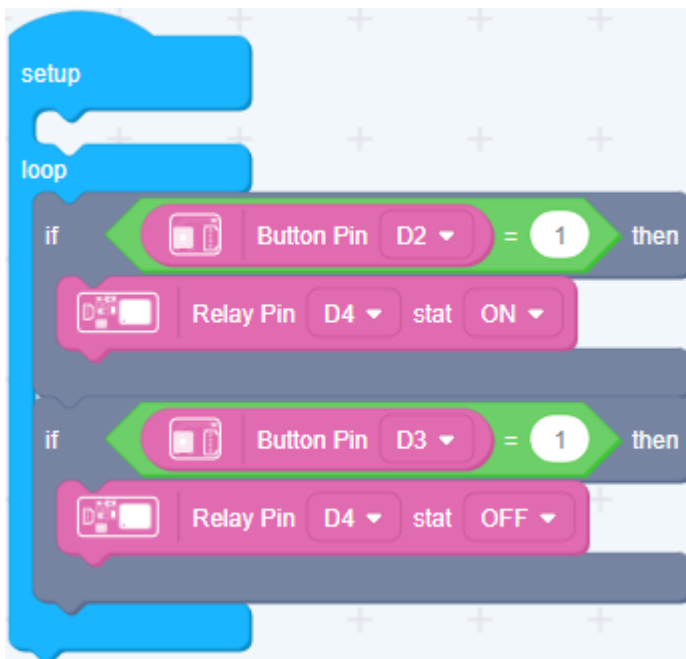 setup
loop
if Button Pin D2 = 1 then
Relay Pin D4 stat ON
if Button Pin D3 = 1 then
Relay Pin D4 stat OFF